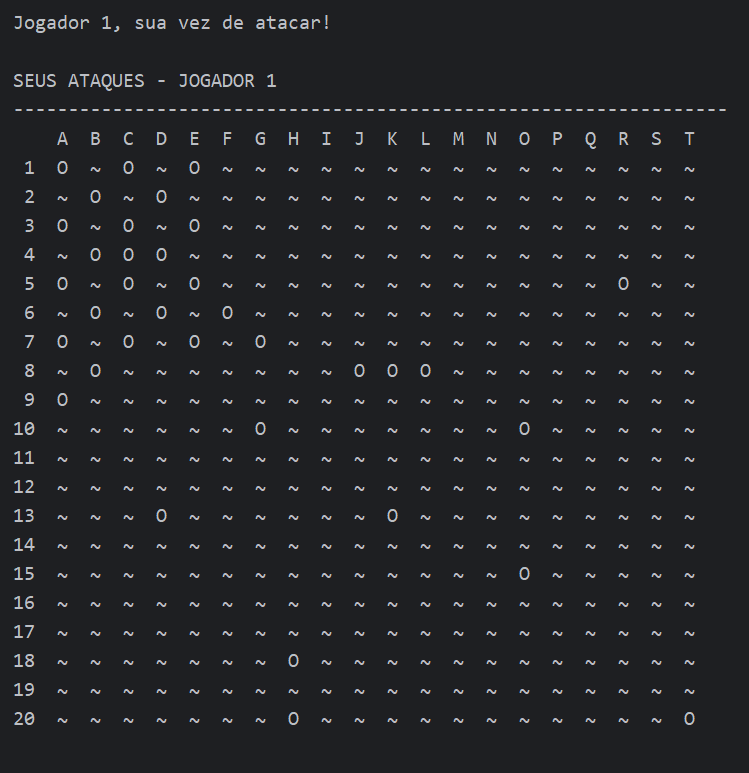 Jogador 1, sua vez de atacar!
SEUS ATAQUES - JOGADOR 1
-----------------------------------------------------------------
A B C D E F G H I J K L M N O P Q R S T
1 O ~ O ~ O ~ ~ ~ ~ ~ ~ ~ ~ ~ ~ ~ ~ ~ ~ ~
2 ~ O ~ O ~ ~ ~ ~ ~ ~ ~ ~ ~ ~ ~ ~ ~ ~ ~ ~
3 O ~ O ~ O ~ ~ ~ ~ ~ ~ ~ ~ ~ ~ ~ ~ ~ ~ ~
4 ~ O O O ~ ~ ~ ~ ~ ~ ~ ~ ~ ~ ~ ~ ~ ~ ~ ~
5 O ~ O ~ O ~ ~ ~ ~ ~ ~ ~ ~ ~ ~ ~ ~ O ~ ~
6 ~ O ~ O ~ O ~ ~ ~ ~ ~ ~ ~ ~ ~ ~ ~ ~ ~ ~
7 O ~ O ~ O ~ O ~ ~ ~ ~ ~ ~ ~ ~ ~ ~ ~ ~ ~
8 ~ O ~ ~ ~ ~ ~ ~ ~ O O O ~ ~ ~ ~ ~ ~ ~ ~
9 O ~ ~ ~ ~ ~ ~ ~ ~ ~ ~ ~ ~ ~ ~ ~ ~ ~ ~ ~
10 ~ ~ ~ ~ ~ ~ O ~ ~ ~ ~ ~ ~ ~ O ~ ~ ~ ~ ~
11 ~ ~ ~ ~ ~ ~ ~ ~ ~ ~ ~ ~ ~ ~ ~ ~ ~ ~ ~ ~
12 ~ ~ ~ ~ ~ ~ ~ ~ ~ ~ ~ ~ ~ ~ ~ ~ ~ ~ ~ ~
13 ~ ~ ~ O ~ ~ ~ ~ ~ ~ O ~ ~ ~ ~ ~ ~ ~ ~ ~
14 ~ ~ ~ ~ ~ ~ ~ ~ ~ ~ ~ ~ ~ ~ ~ ~ ~ ~ ~ ~
15 ~ ~ ~ ~ ~ ~ ~ ~ ~ ~ ~ ~ ~ ~ O ~ ~ ~ ~ ~
16 ~ ~ ~ ~ ~ ~ ~ ~ ~ ~ ~ ~ ~ ~ ~ ~ ~ ~ ~ ~
17 ~ ~ ~ ~ ~ ~ ~ ~ ~ ~ ~ ~ ~ ~ ~ ~ ~ ~ ~ ~
18 ~ ~ ~ ~ ~ ~ ~ O ~ ~ ~ ~ ~ ~ ~ ~ ~ ~ ~ ~
19 ~ ~ ~ ~ ~ ~ ~ ~ ~ ~ ~ ~ ~ ~ ~ ~ ~ ~ ~ ~
20 ~ ~ ~ ~ ~ ~ ~ O ~ ~ ~ ~ ~ ~ ~ ~ ~ ~ ~ O